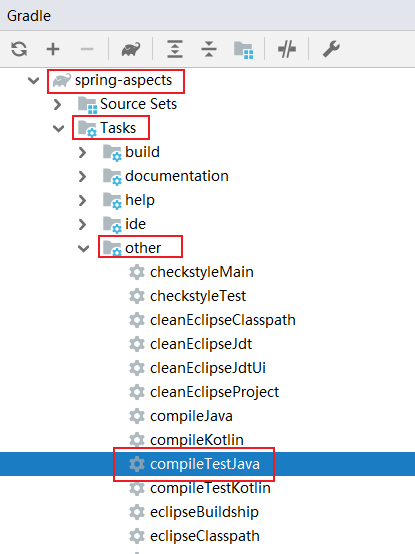 Gradle
spring-aspects
Source Sets
Tasks
build
documentation
help
ide
other
checkstyleMain
checkstyleTest
cleanEclipseClasspath
cleanEclipseJdt
cleanEclipseJdtUi
cleanEclipseProject
compileJava
compileKotlin
compileTestJava
compileTestKotlin
eclipseBuildship
eclipseClasspath